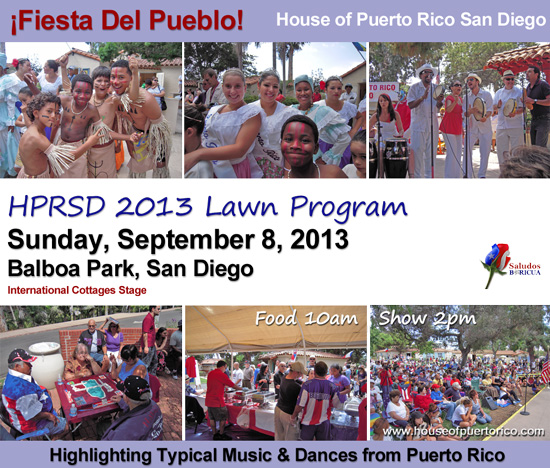 ¡Fiesta Del Pueblo!
House of Puerto Rico San Diego
RTO RICO
HPRSD 2013 Lawn Program
Sunday, September 8, 2013
Balboa Park, San Diego
International Cottages Stage
Saludos
BORICUA
Food 10am
Show 2pm
www.houseofpuertorico.com
Highlighting Typical Music & Dances from Puerto Rico